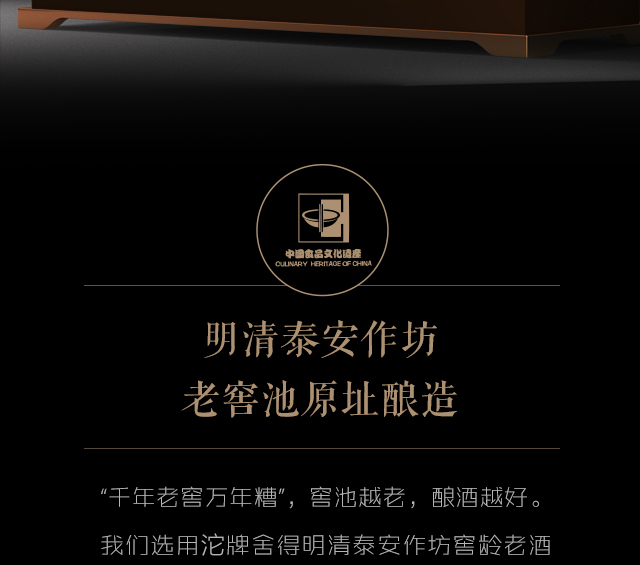 中国食品文化遗产
CULINARY HERITAGE OF CHINA
明清泰安作坊
老窖池原址酿造
“千年老窖万年糟”，窖池越老，酿酒越好。
我们选用沱牌舍得明清泰安作坊窖龄老酒